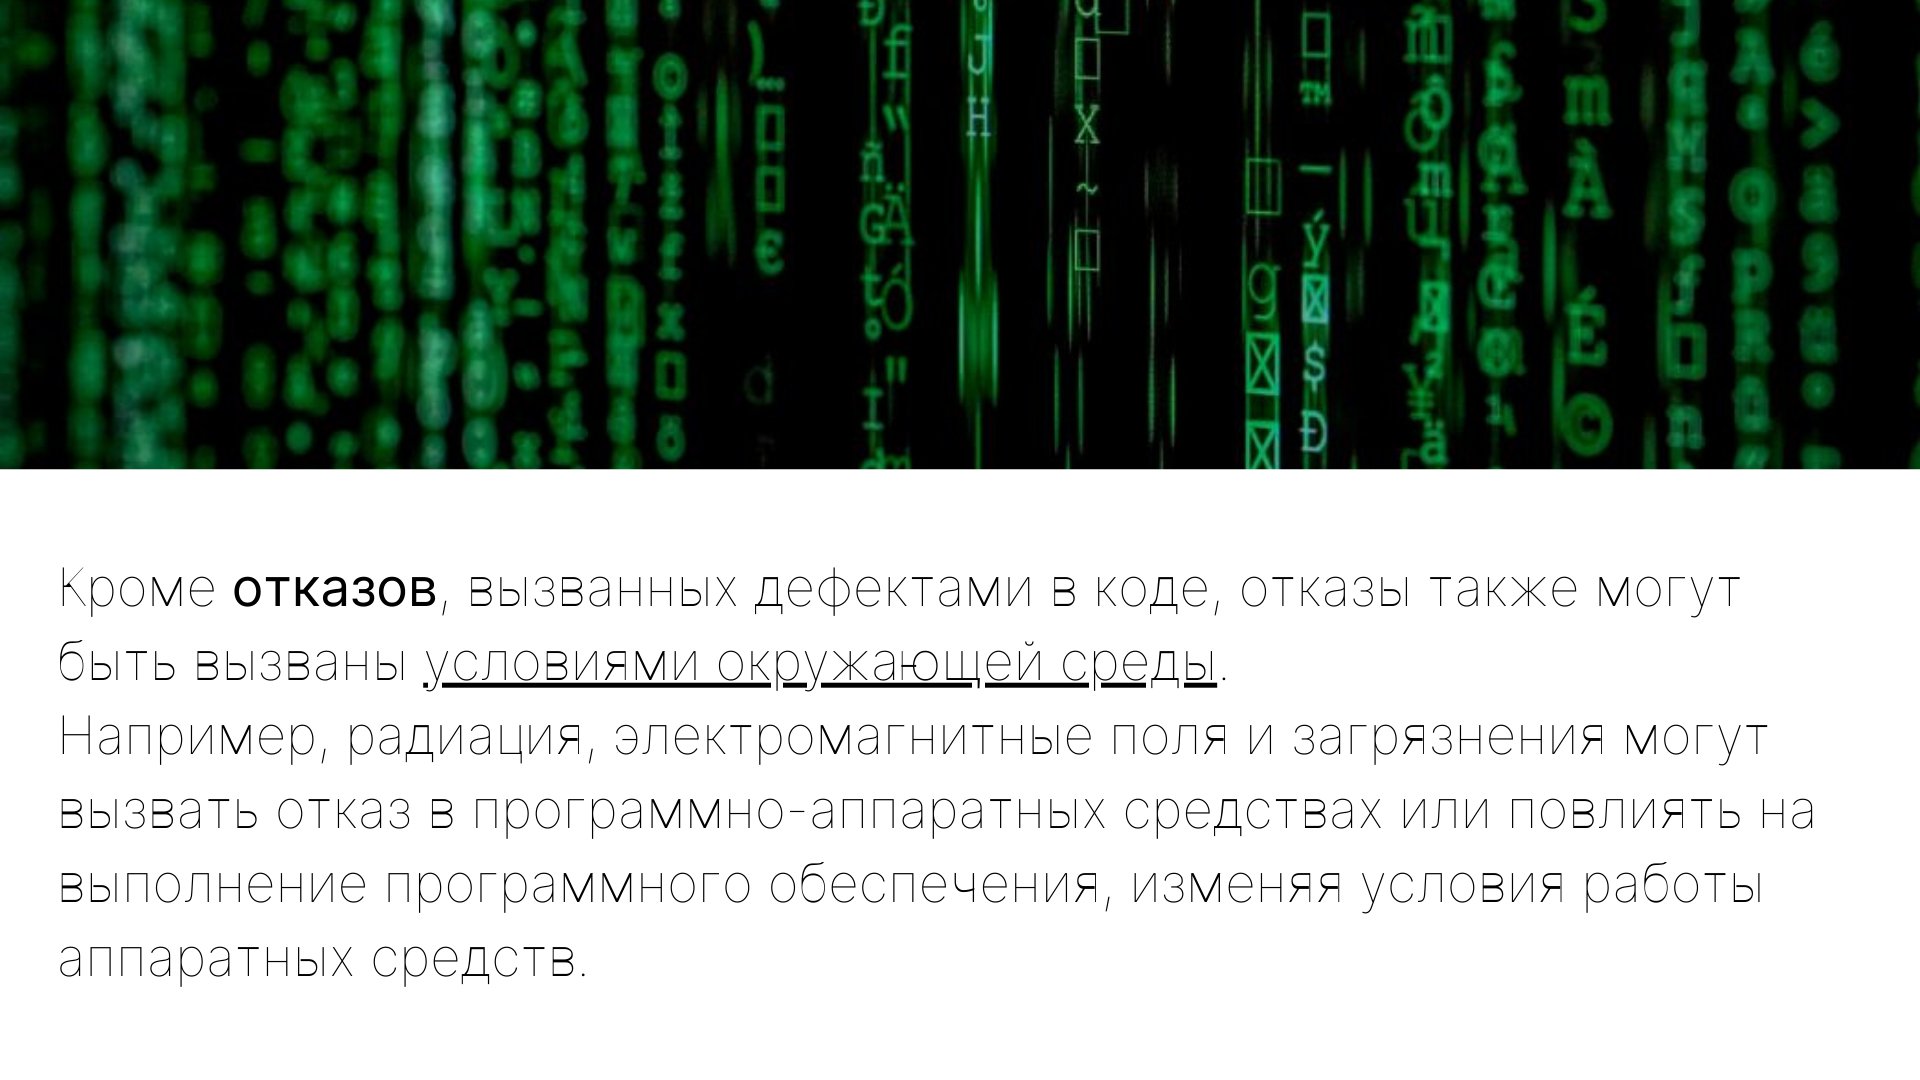 Кроме отказов, вызванных дефектами в коде, отказы также могут
быть вызваны условиями окружающей среды.
Например, радиация, электромагнитные поля и загрязнения могут
вызвать отказ в программно-аппаратных средствах или повлиять на
выполнение программного обеспечения, изменяя условия работы
аппаратных средств.